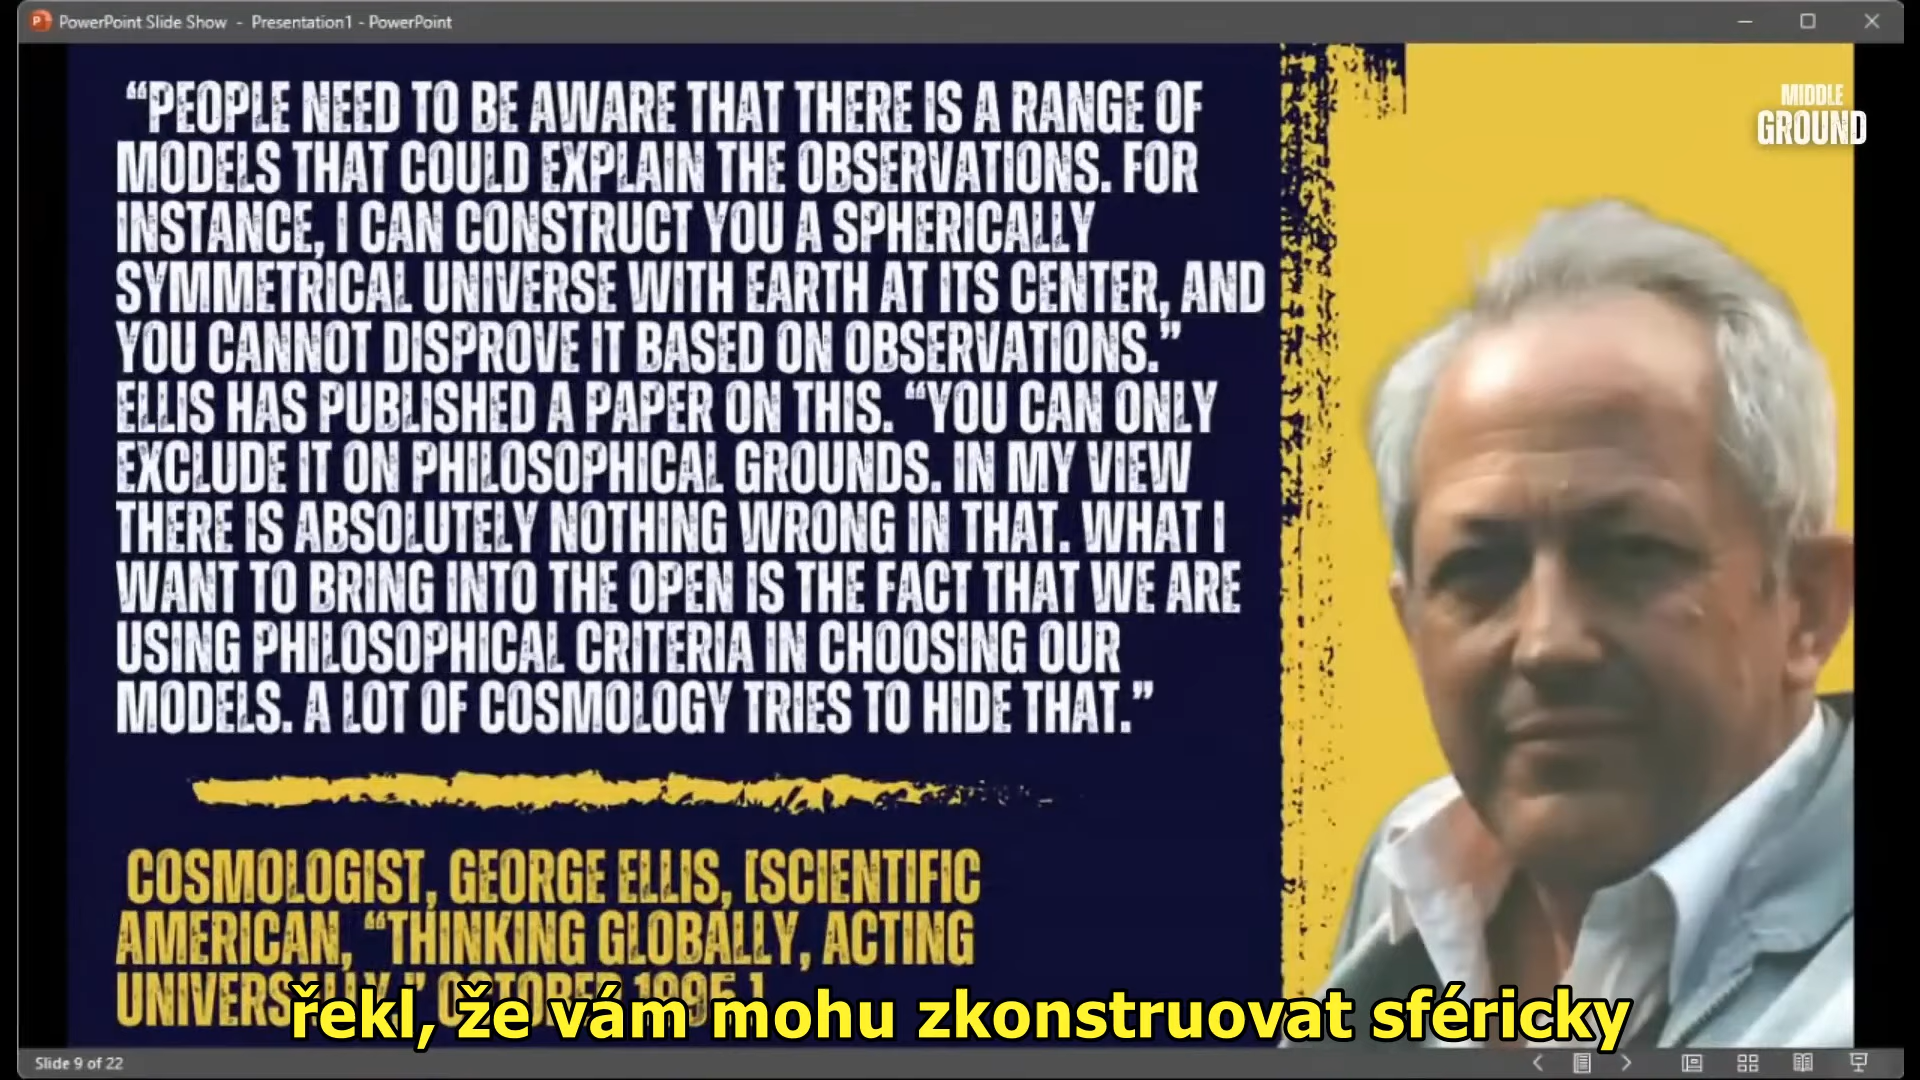 PowerPoint Slide Show - Presentation1 - PowerPoint
MIDDLE
GROUND
“PEOPLE NEED TO BE AWARE THAT THERE IS A RANGE OF
MODELS THAT COULD EXPLAIN THE OBSERVATIONS. FOR
INSTANCE, I CAN CONSTRUCT YOU A SPHERICALLY
SYMMETRICAL UNIVERSE WITH EARTH AT ITS CENTER, AND
YOU CANNOT DISPROVE IT BASED ON OBSERVATIONS.”
ELLIS HAS PUBLISHED A PAPER ON THIS. “YOU CAN ONLY
EXCLUDE IT ON PHILOSOPHICAL GROUNDS. IN MY VIEW
THERE IS ABSOLUTELY NOTHING WRONG IN THAT. WHAT I
WANT TO BRING INTO THE OPEN IS THE FACT THAT WE ARE
USING PHILOSOPHICAL CRITERIA IN CHOOSING OUR
MODELS. A LOT OF COSMOLOGY TRIES TO HIDE THAT.”
COSMOLOGIST, GEORGE ELLIS, [SCIENTIFIC
AMERICAN, “THINKING GLOBALLY, ACTING
UNIVERSALLY,” OCTOBER 1995.]
řekl, že vám mohu zkonstruovat sféricky
Slide 9 of 22